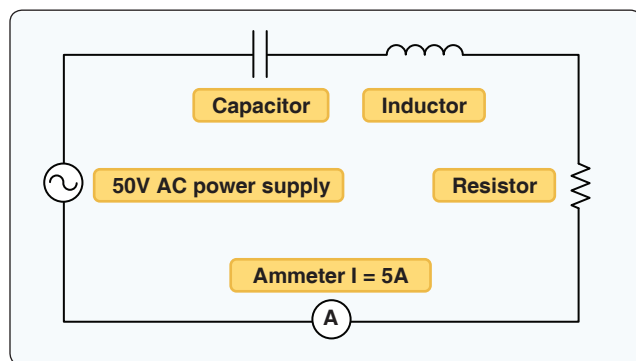 Capacitor
Inductor
50V AC power supply
Resistor
Ammeter I = 5A
A